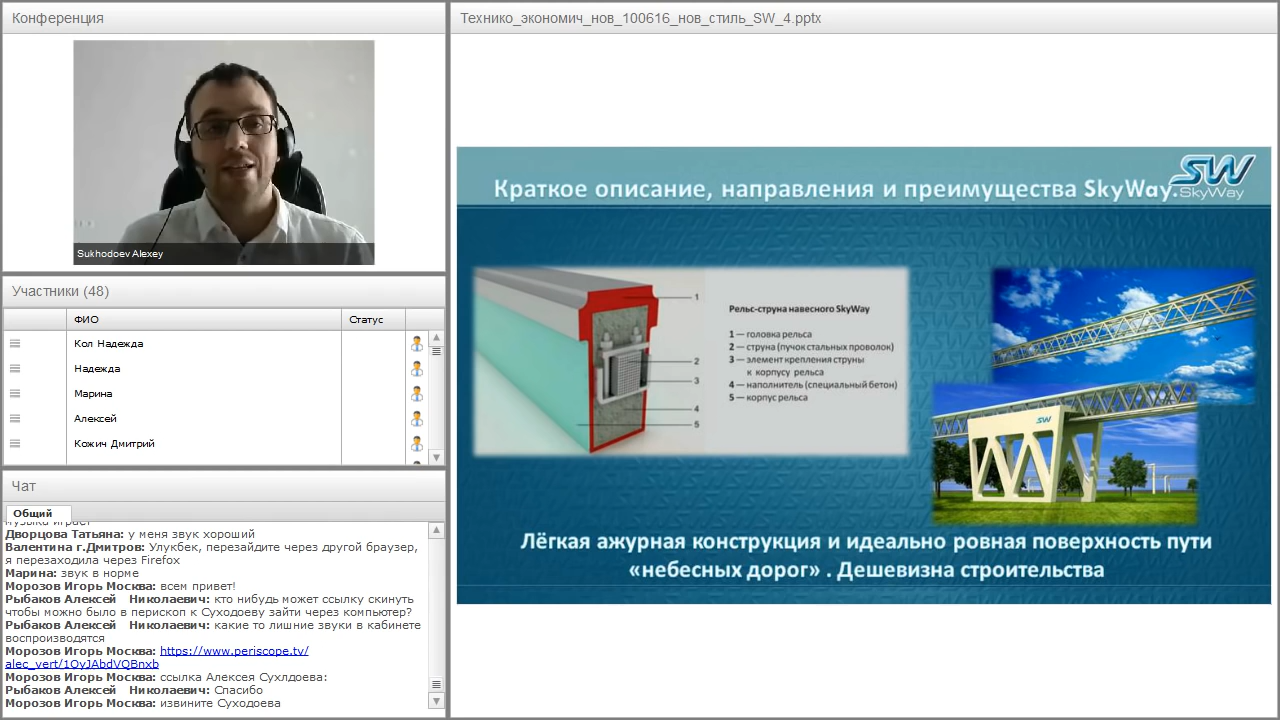 Конференция
Sukhodoev Alexey
Участники (48)
ФИО
Статус
Кот Надежда
Надежда
Марина
Алексей
Кожич Дмитрий
Чат
Общий
музыка играет
Дворцова Татьяна: у меня звук хороший
Валентина г.Дмитров: Улукбек, перезайдите через другой браузер,
я перезаходила через Firefox
Марина: звук в норме
Морозов Игорь Москва: всем привет!
Рыбаков Алексей Николаевич: кто нибудь может ссылку скинуть
чтобы можно было в перископ к Суходоеву зайти через компьютер?
Рыбаков Алексей Николаевич: какие то лишние звуки в кабинете
воспроизводятся
Морозов Игорь Москва: https://www.periscope.tv/
alec_vert/1OyJAbdVQBnxb
Морозов Игорь Москва: ссылка Алексея Сухлдоева:
Рыбаков Алексей Николаевич: Спасибо
Морозов Игорь Москва: извините Суходоева
Технико_экономич_нов_100616_нов_стиль_SW_4.pptx
Краткое описание, направления и преимущества SkyWay.
SW
SkyWay
1
2
3
4
5
Рельс-струна навесного SkyWay
1 — головка рельса
2 — струна (пучок стальных проволок)
3 — элемент крепления струны
к корпусу рельса
4 — наполнитель (специальный бетон)
5 — корпус рельса
SW
Лёгкая ажурная конструкция и идеально ровная поверхность пути
«небесных дорог» . Дешевизна строительства